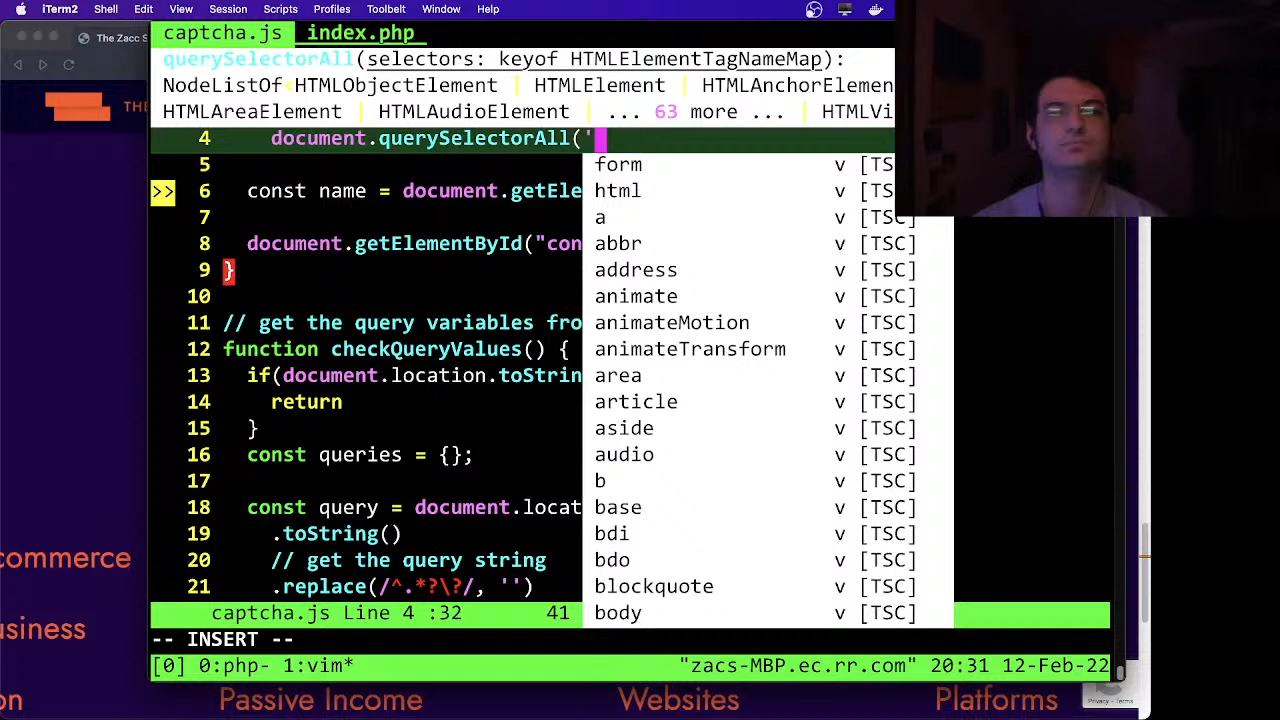 iTerm2 Shell Edit View Session Scripts Profiles Toolbelt Window Help
The Zacc S
captcha.js index.php
querySelectorAll(selectors: keyof HTMLElementTagNameMap):
NodeListOf<HTMLObjectElement | HTMLElement | HTMLAnchorElemen
HTMLAreaElement | HTMLAudioElement | ... 63 more ... | HTMLVi
THE
4 document.querySelectorAll('
5 form v [TSC]
>> 6 const name = document.getEle html v [TS
7 a v [TSC]
8 document.getElementById("con abbr v [TSC]
9 } address v [TSC]
10 animate v [TSC]
11 // get the query variables fro animateMotion v [TSC]
12 function checkQueryValues() { animateTransform v [TSC]
13 if(document.location.toStrin area v [TSC]
14 return article v [TSC]
15 } aside v [TSC]
16 const queries = {}; audio v [TSC]
17 b v [TSC]
18 const query = document.locat base v [TSC]
19 .toString() bdi v [TSC]
20 // get the query string bdo v [TSC]
21 .replace(/^.*?\?/, '') blockquote v [TSC]
captcha.js Line 4 :32 41 body v [TSC]
-- INSERT --
[0] 0:php- 1:vim* "zacs-MBP.ec.rr.com" 20:31 12-Feb-22
commerce
usiness
on Passive Income Websites Platforms
Privacy - Terms